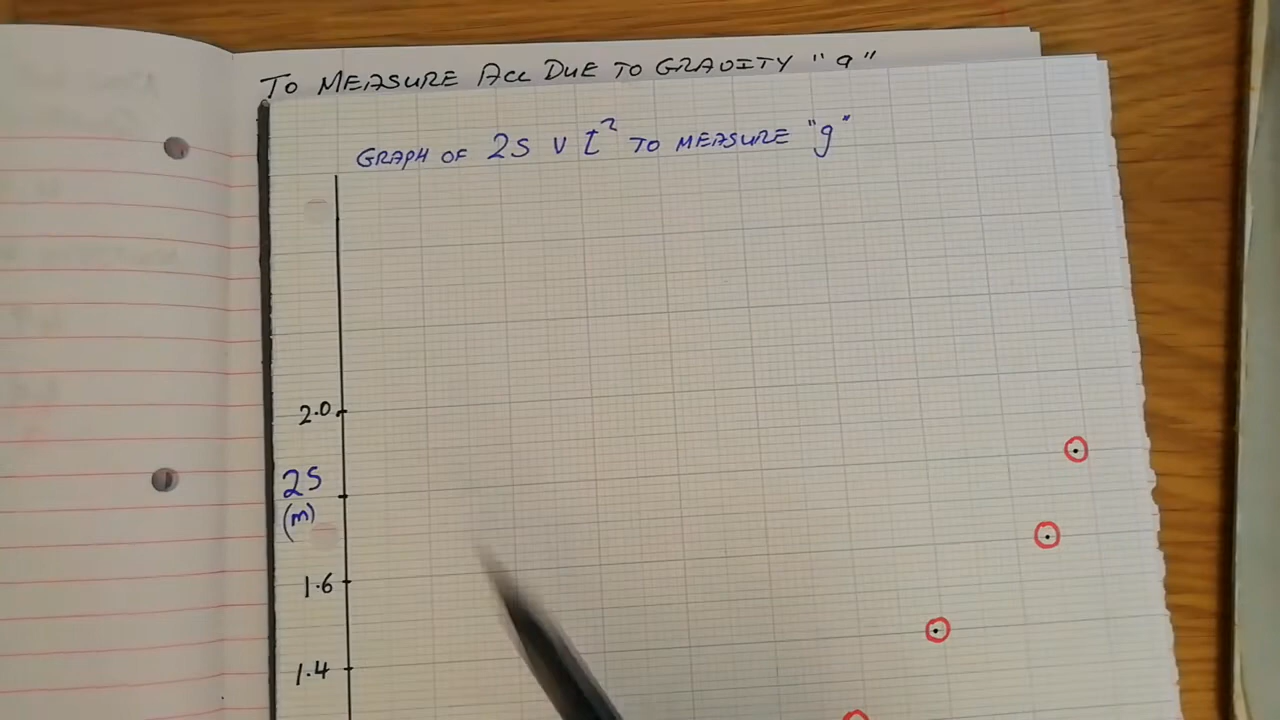 TO MEASURE ACC DUE TO GRAVITY "g"
GRAPH OF 2S V t² TO MEASURE "g"
2.0
2S
(m)
1.6
1.4